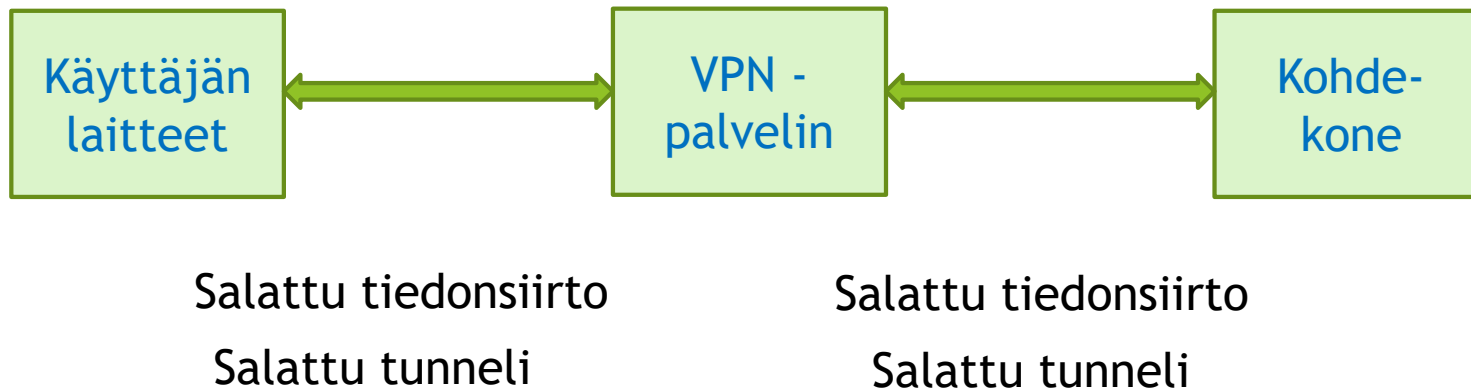 Käyttäjän
laitteet
VPN -
palvelin
Kohde-
kone
Salattu tiedonsiirto
Salattu tunneli
Salattu tiedonsiirto
Salattu tunneli